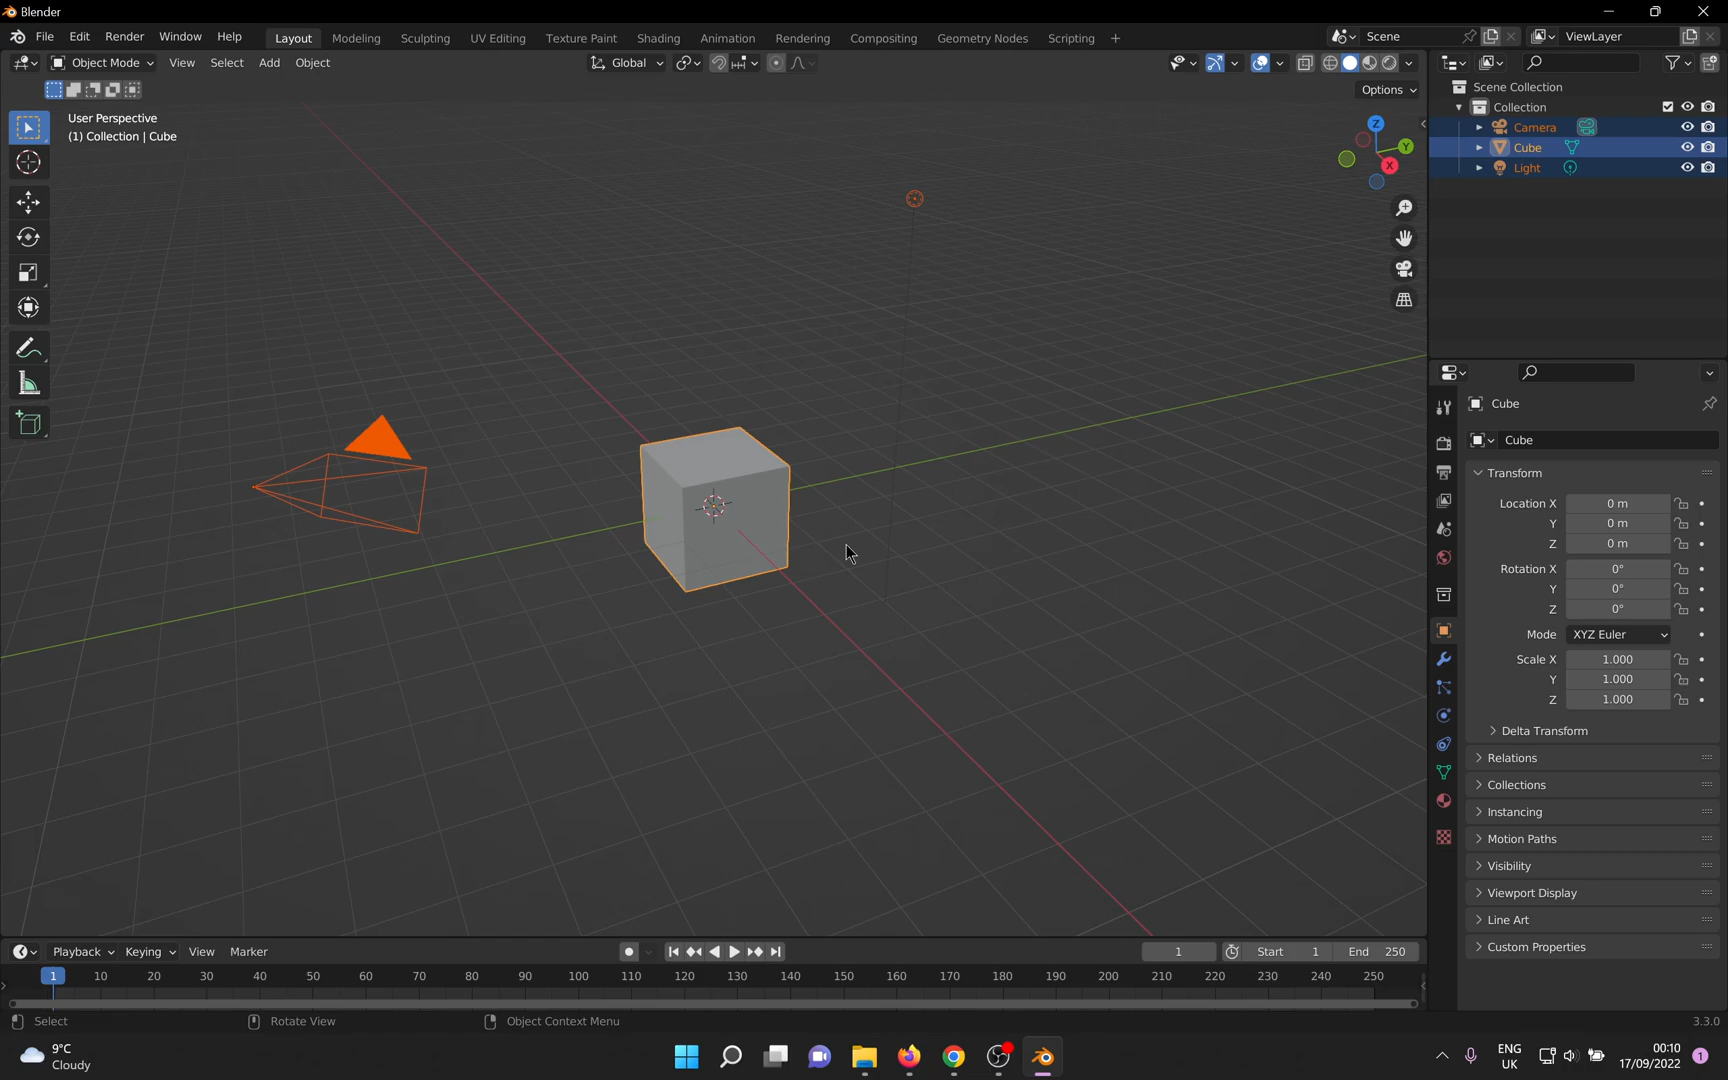 Blender
File Edit Render Window Help Layout Modeling Sculpting UV Editing Texture Paint Shading Animation Rendering Compositing Geometry Nodes Scripting + Scene ViewLayer
Object Mode View Select Add Object Global
Options
User Perspective
(1) Collection | Cube
Z
Y
X
Scene Collection
Collection
Camera
Cube
Light
Cube
Cube
Transform
Location X 0 m
Y 0 m
Z 0 m
Rotation X 0°
Y 0°
Z 0°
Mode XYZ Euler
Scale X 1.000
Y 1.000
Z 1.000
Delta Transform
Relations
Collections
Instancing
Motion Paths
Visibility
Viewport Display
Line Art
Custom Properties
Playback Keying View Marker 1 Start 1 End 250
1 10 20 30 40 50 60 70 80 90 100 110 120 130 140 150 160 170 180 190 200 210 220 230 240 250
Select Rotate View Object Context Menu 3.3.0
9°C
Cloudy
ENG
UK
00:10
17/09/2022
1